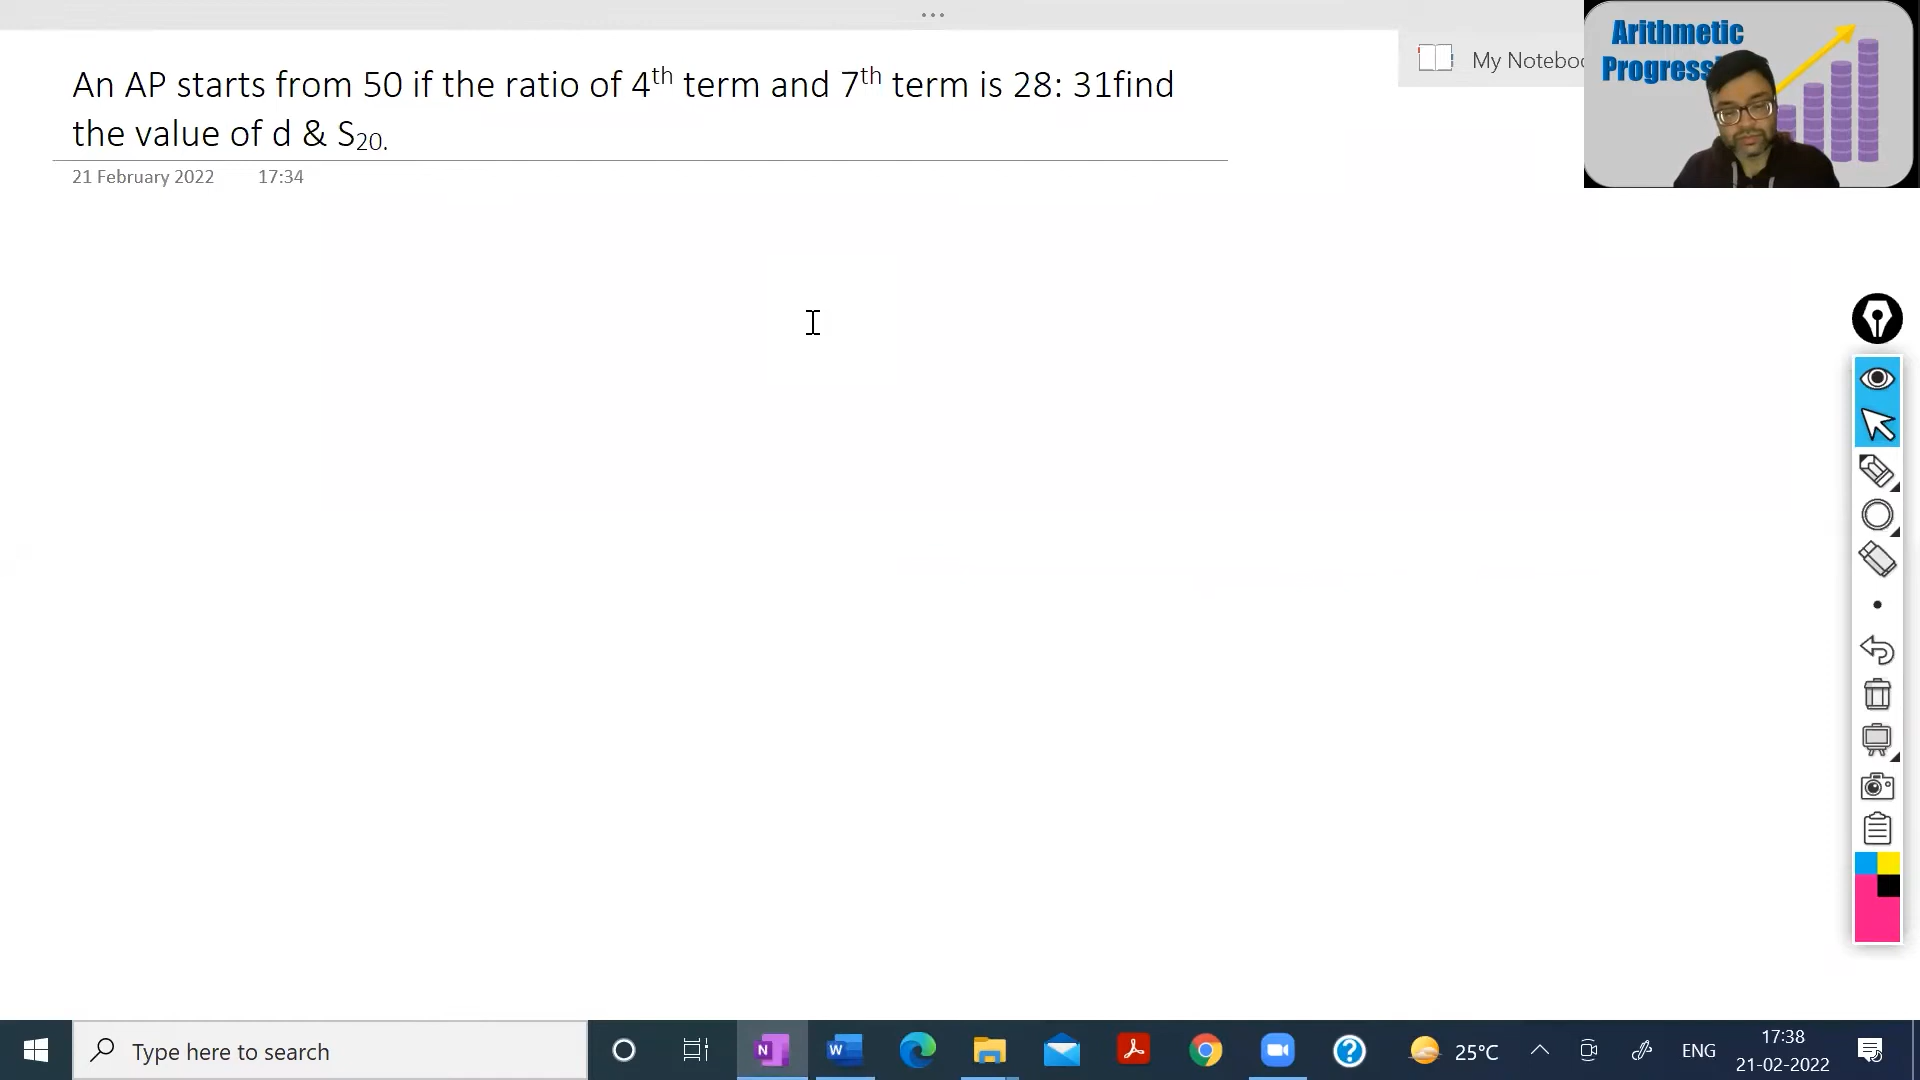 ...
An AP starts from 50 if the ratio of 4th term and 7th term is 28: 31find
the value of d & S20.
21 February 2022 17:34
My Notebo
Arithmetic
Progress
Type here to search
25°C
ENG
17:38
21-02-2022